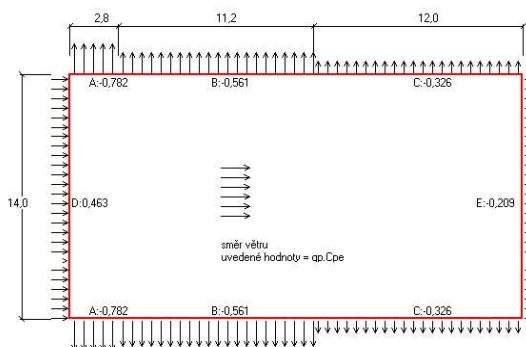 2,8 11,2 12,0
A:-0,782 B:-0,561 C:-0,326
14,0 D:0,463 E:-0,209
směr větru
uvedené hodnoty = qp.Cpe
A:-0,782 B:-0,561 C:-0,326